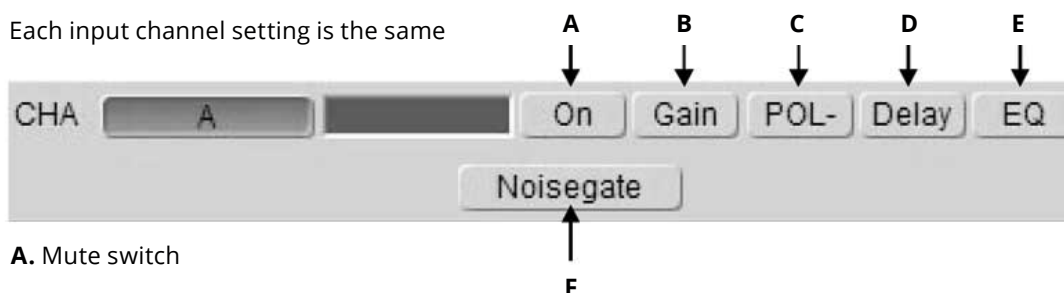 Each input channel setting is the same
A B C D E
CHA A On Gain POL- Delay EQ
Noisegate
A. Mute switch
F